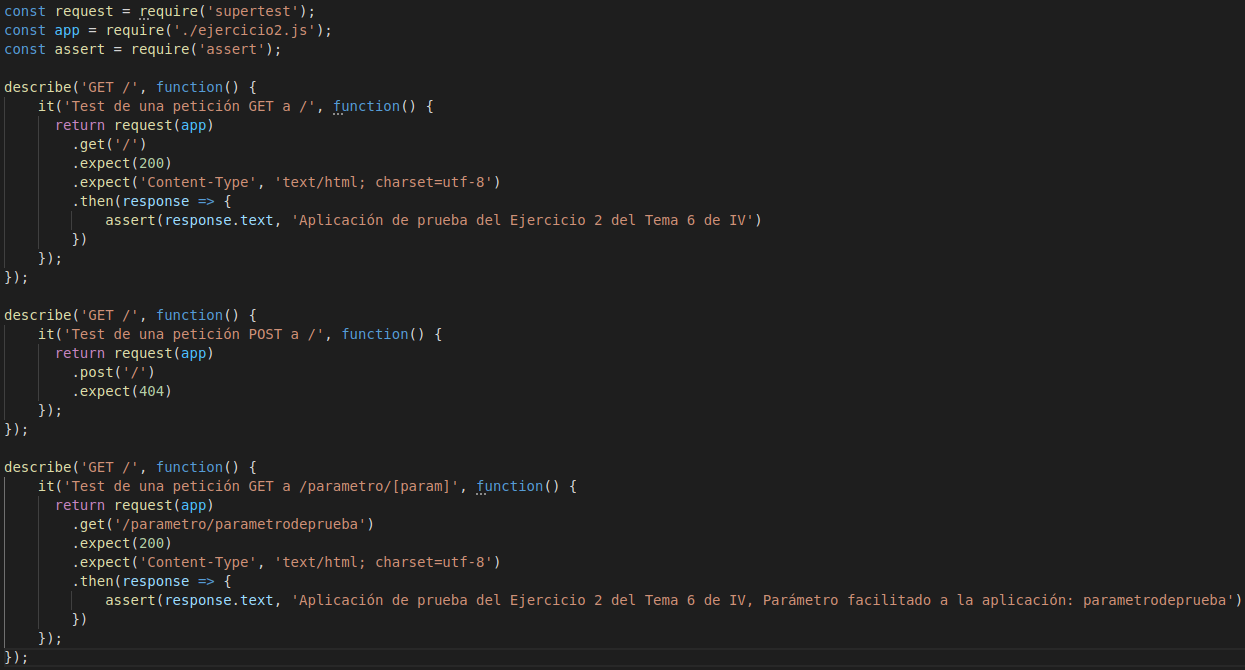 const request = require('supertest');
const app = require('./ejercicio2.js');
const assert = require('assert');

describe('GET /', function() {
    it('Test de una petición GET a /', function() {
      return request(app)
        .get('/')
        .expect(200)
        .expect('Content-Type', 'text/html; charset=utf-8')
        .then(response => {
            assert(response.text, 'Aplicación de prueba del Ejercicio 2 del Tema 6 de IV')
        })
    });
});

describe('GET /', function() {
    it('Test de una petición POST a /', function() {
      return request(app)
        .post('/')
        .expect(404)
    });
});

describe('GET /', function() {
    it('Test de una petición GET a /parametro/[param]', function() {
      return request(app)
        .get('/parametro/parametrodeprueba')
        .expect(200)
        .expect('Content-Type', 'text/html; charset=utf-8')
        .then(response => {
            assert(response.text, 'Aplicación de prueba del Ejercicio 2 del Tema 6 de IV, Parámetro facilitado a la aplicación: parametrodeprueba')
        })
    });
});